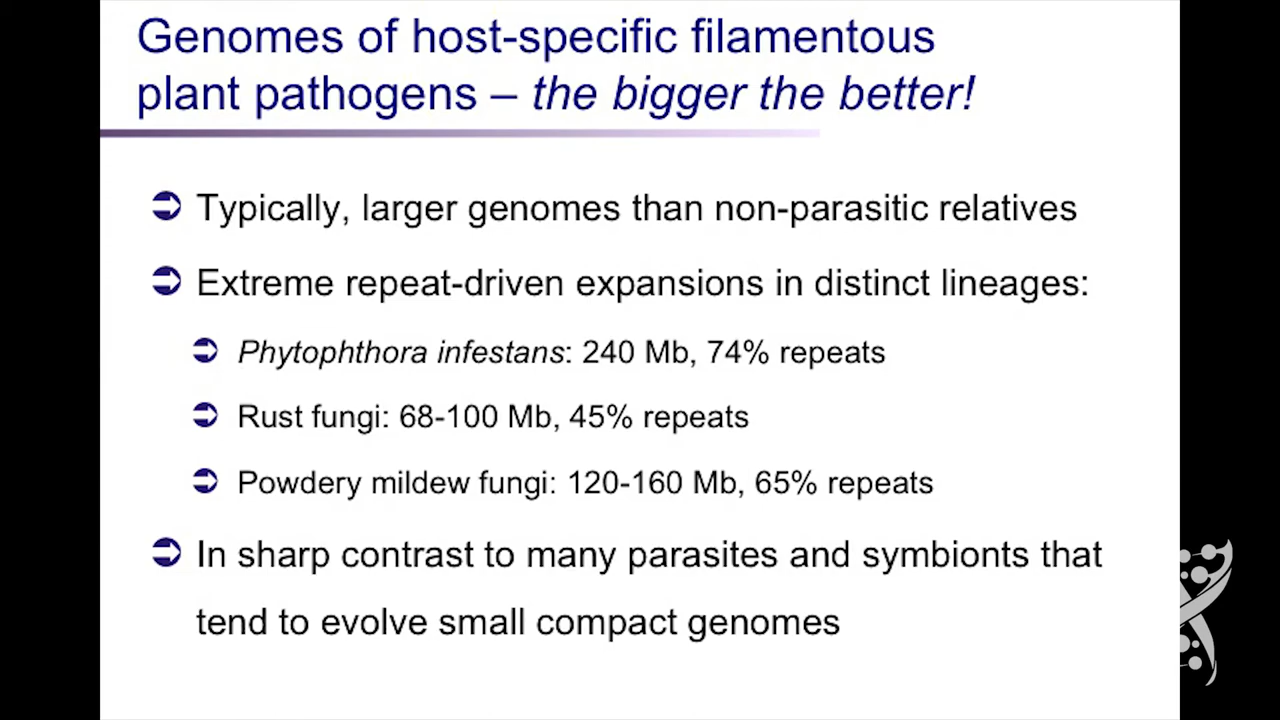 Genomes of host-specific filamentous
plant pathogens – the bigger the better!
Typically, larger genomes than non-parasitic relatives
Extreme repeat-driven expansions in distinct lineages:
Phytophthora infestans: 240 Mb, 74% repeats
Rust fungi: 68-100 Mb, 45% repeats
Powdery mildew fungi: 120-160 Mb, 65% repeats
In sharp contrast to many parasites and symbionts that
tend to evolve small compact genomes